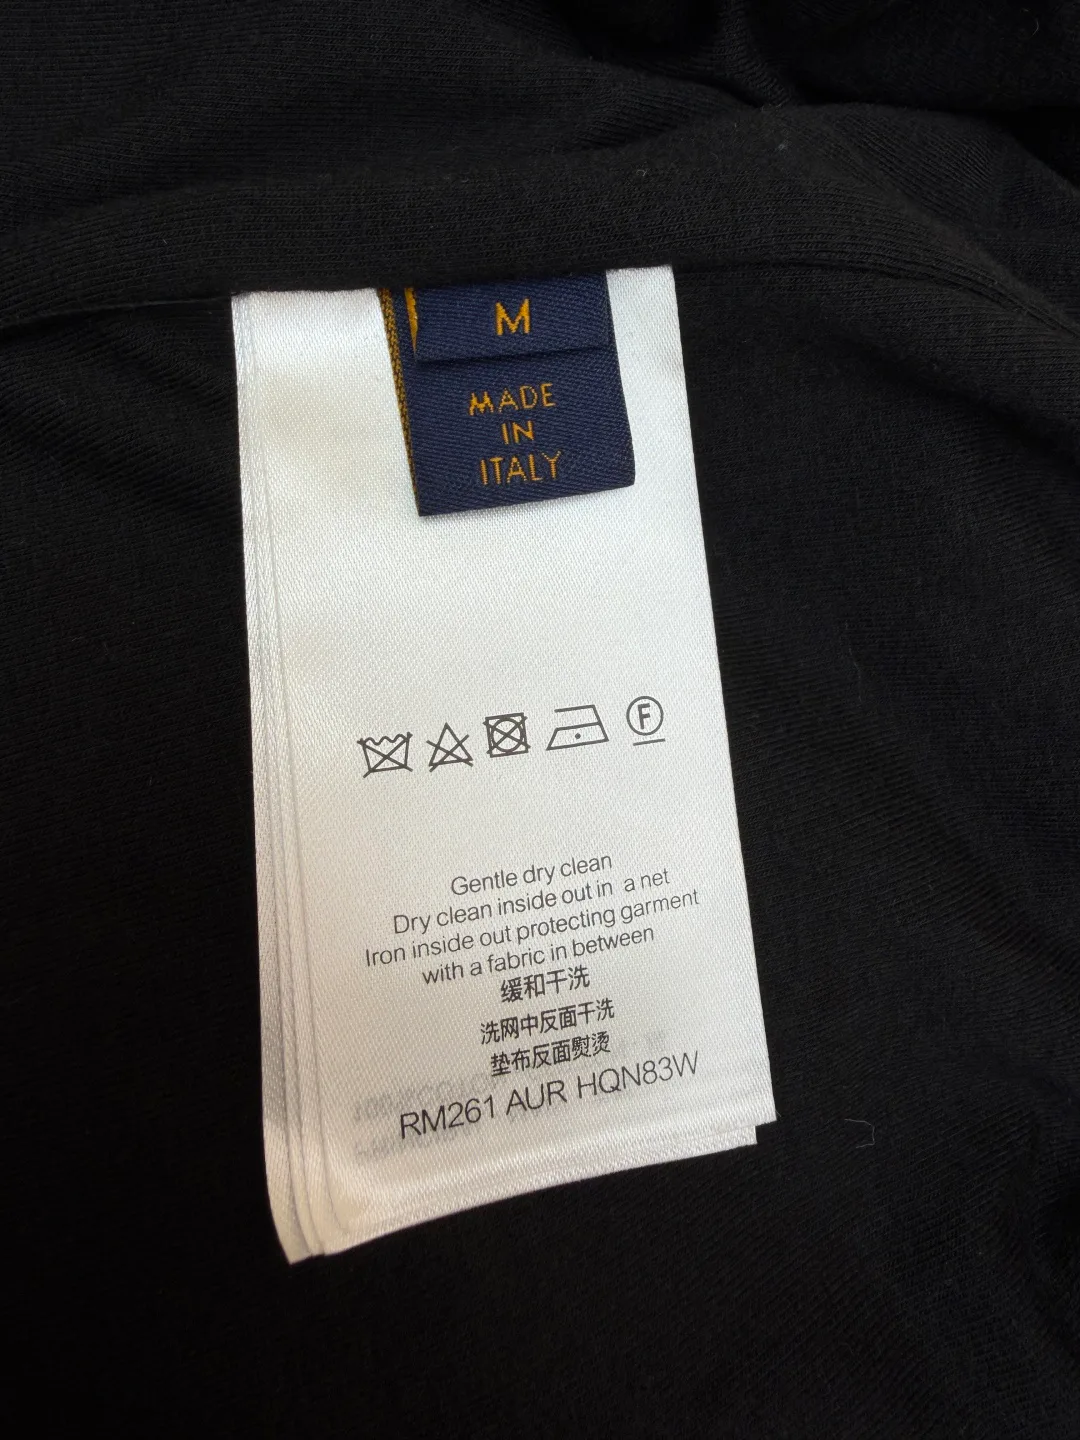 M
MADE
IN
ITALY
F
Gentle dry clean
Dry clean inside out in a net
Iron inside out protecting garment
with a fabric in between
缓和干洗
洗网中反面干洗
垫布反面熨烫
RM261 AUR HQN83W